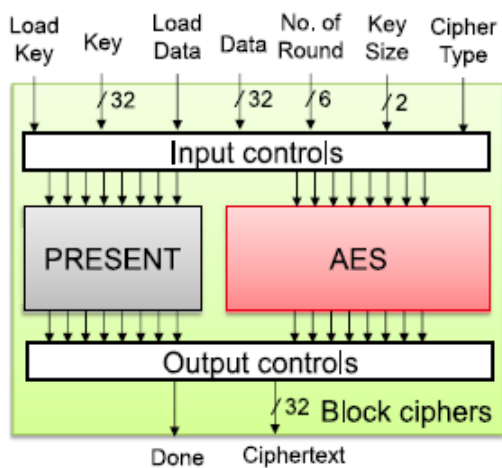 Load Key
Key
Load Data
Data
No. of Round
Key Size
Cipher Type
/ 32
/ 32
/ 6
/ 2
Input controls
PRESENT
AES
Output controls
/ 32
Block ciphers
Done
Ciphertext